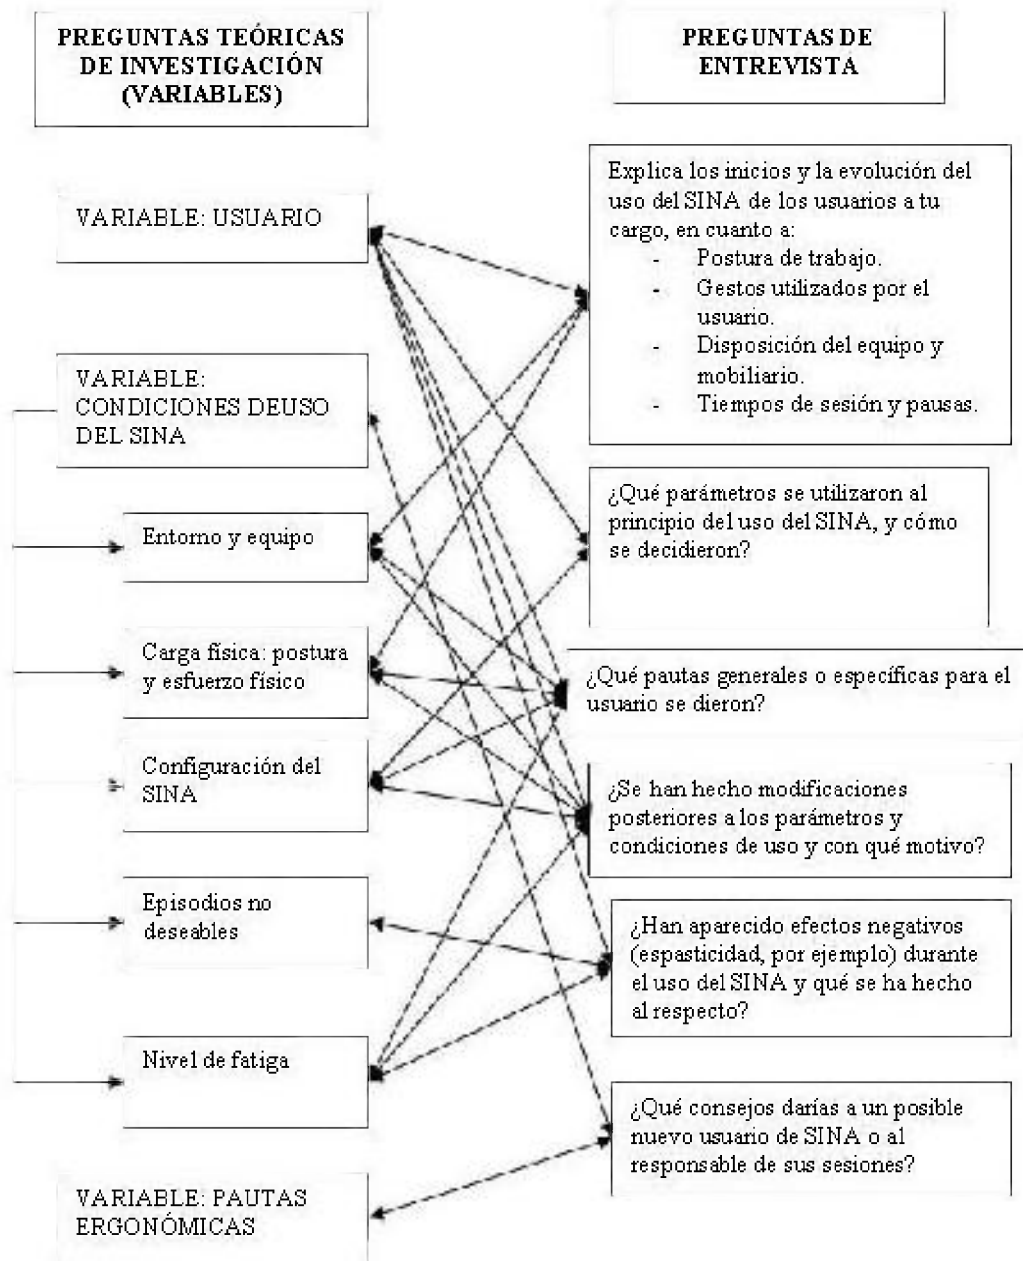 PREGUNTAS TEÓRICAS
DE INVESTIGACIÓN
(VARIABLES)
VARIABLE: USUARIO
VARIABLE:
CONDICIONES DEUSO
DEL SINA
Entorno y equipo
Carga física: postura
y esfuerzo físico
Configuración del
SINA
Episodios no
deseables
Nivel de fatiga
VARIABLE: PAUTAS
ERGONÓMICAS
PREGUNTAS DE
ENTREVISTA
Explica los inicios y la evolución del
uso del SINA de los usuarios a tu
cargo, en cuanto a:
- Postura de trabajo.
- Gestos utilizados por el
usuario.
- Disposición del equipo y
mobiliario.
- Tiempos de sesión y pausas.
¿Qué parámetros se utilizaron al
principio del uso del SINA, y cómo
se decidieron?
¿Qué pautas generales o específicas para el
usuario se dieron?
¿Se han hecho modificaciones
posteriores a los parámetros y
condiciones de uso y con qué motivo?
¿Han aparecido efectos negativos
(espasticidad, por ejemplo) durante
el uso del SINA y qué se ha hecho
al respecto?
¿Qué consejos darías a un posible
nuevo usuario de SINA o al
responsable de sus sesiones?